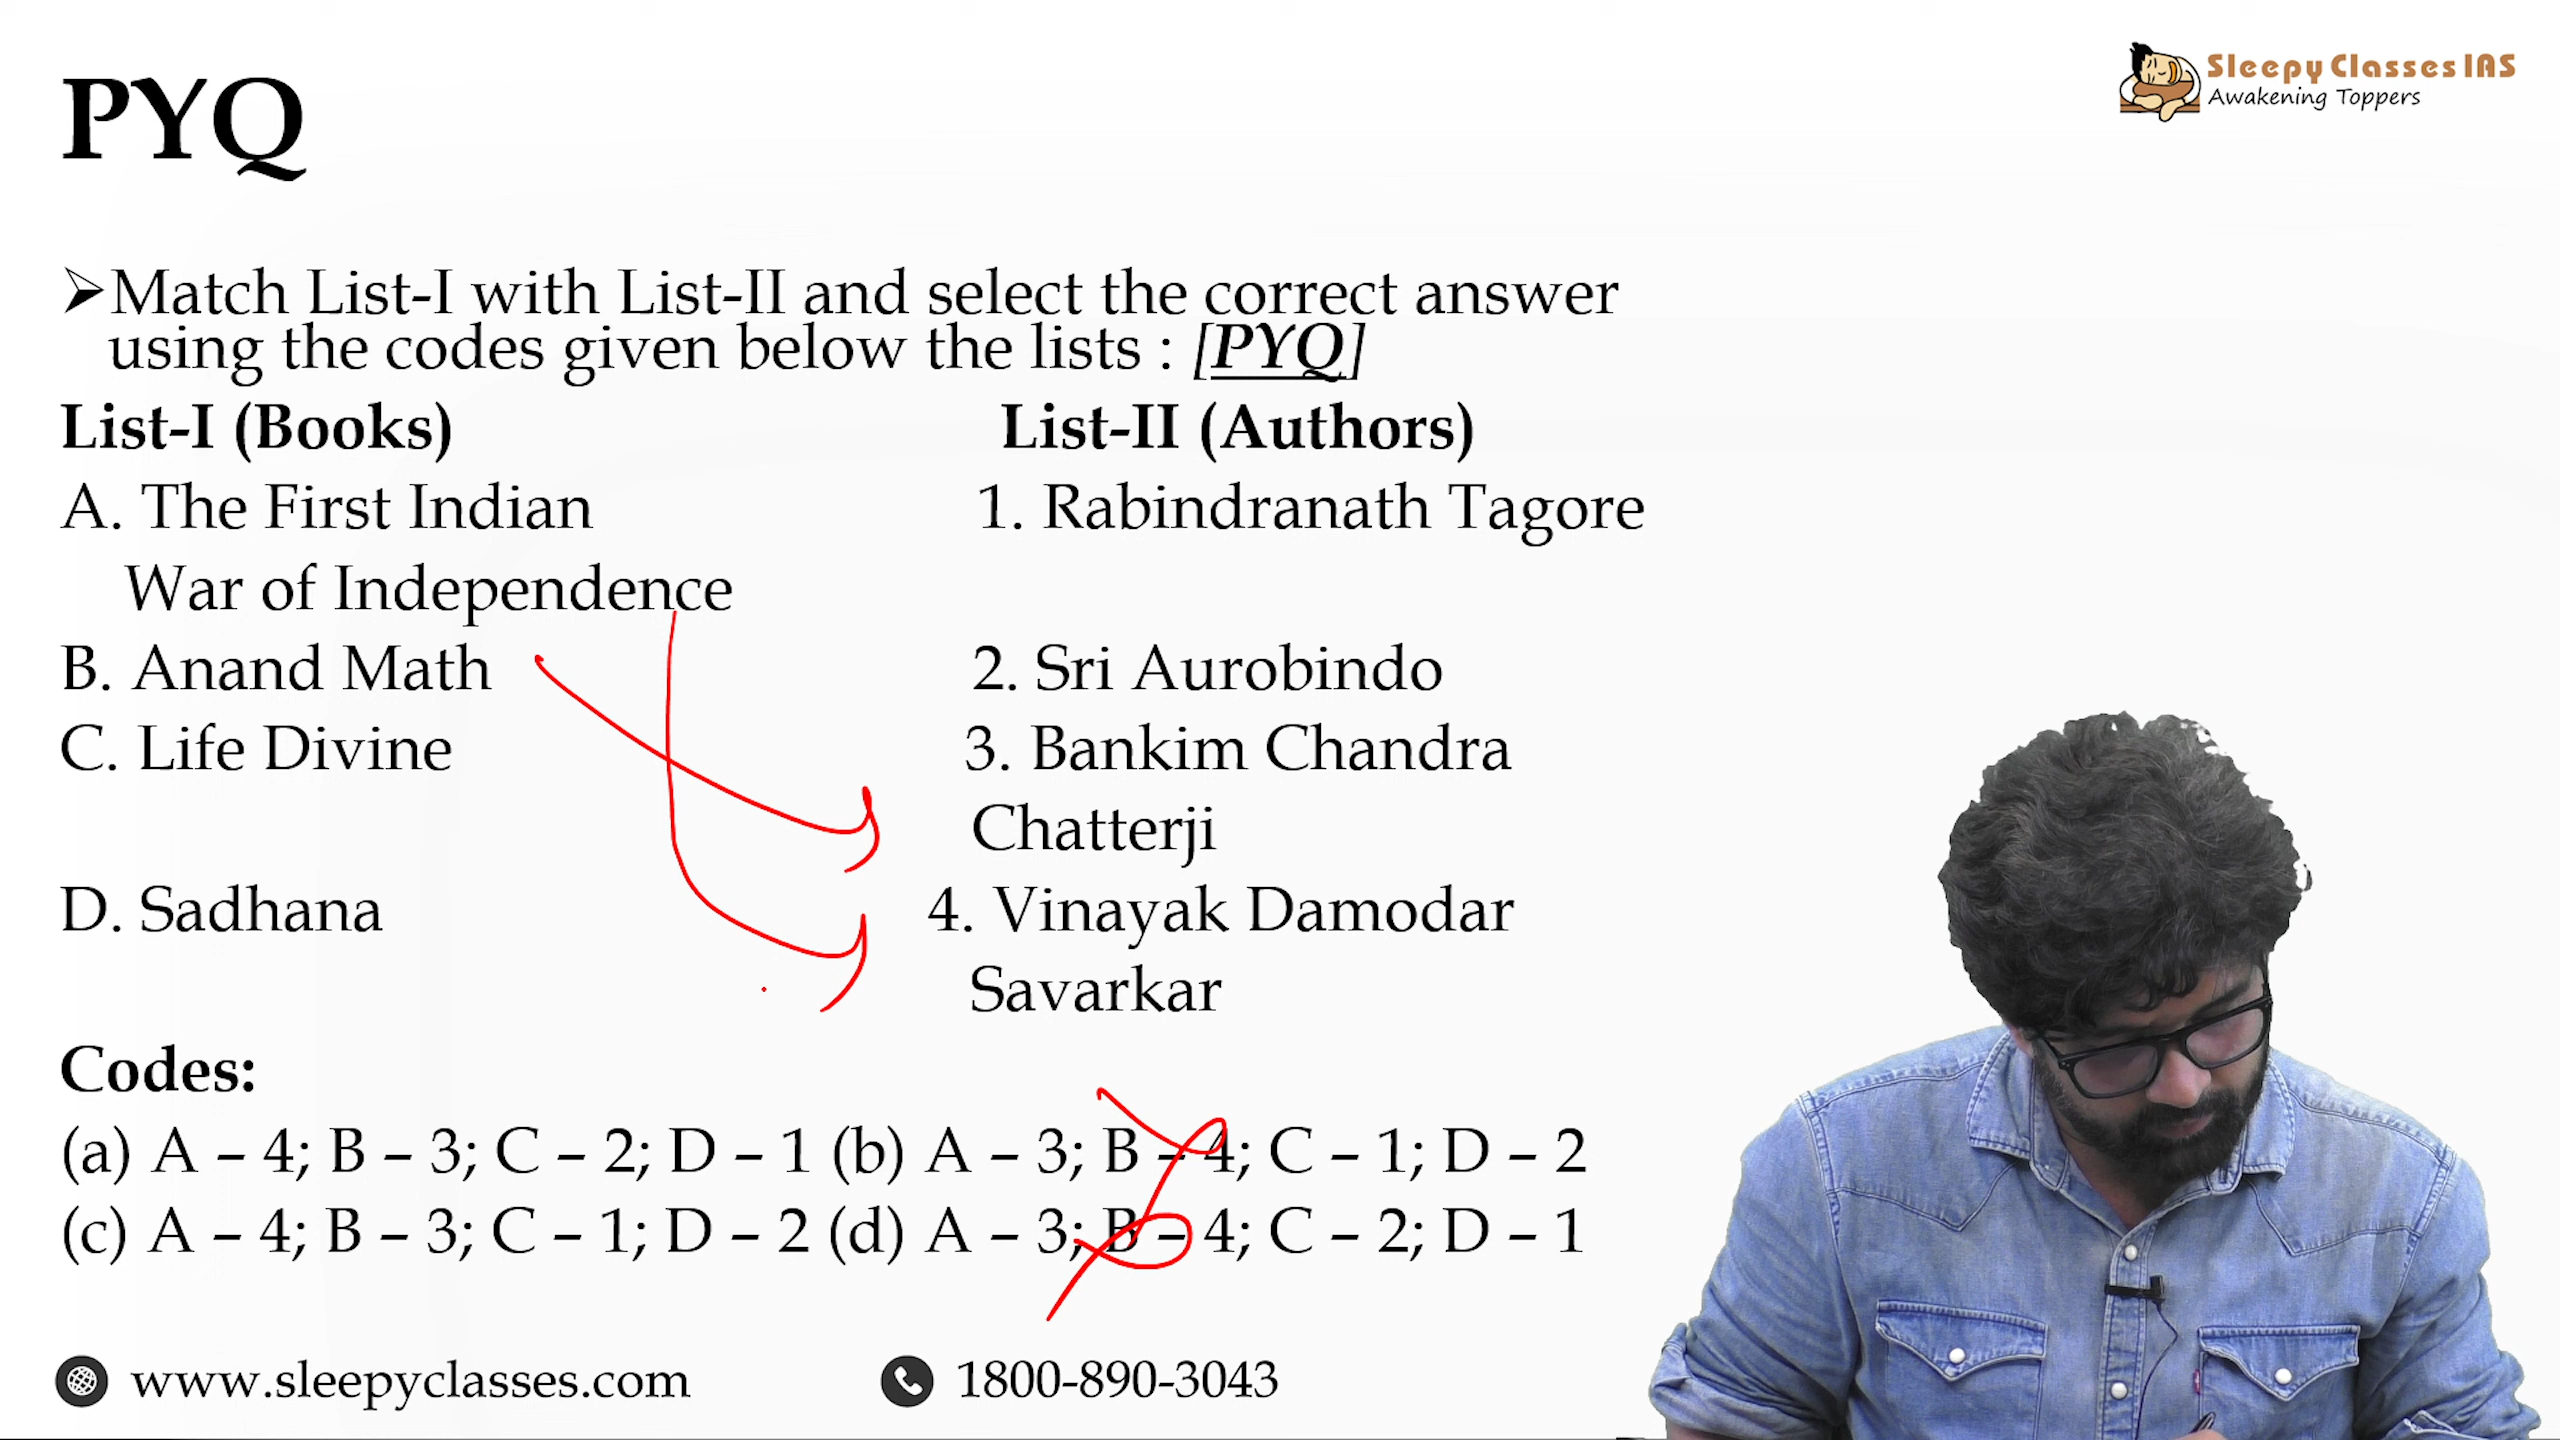 PYQ
Sleepy Classes IAS
Awakening Toppers
➢Match List-I with List-II and select the correct answer
using the codes given below the lists : [PYQ]
List-I (Books) List-II (Authors)
A. The First Indian 1. Rabindranath Tagore
War of Independence
B. Anand Math 2. Sri Aurobindo
C. Life Divine 3. Bankim Chandra
Chatterji
D. Sadhana 4. Vinayak Damodar
Savarkar
Codes:
(a) A – 4; B – 3; C – 2; D – 1 (b) A – 3; B – 4; C – 1; D – 2
(c) A – 4; B – 3; C – 1; D – 2 (d) A – 3; B – 4; C – 2; D – 1
www.sleepyclasses.com 1800-890-3043